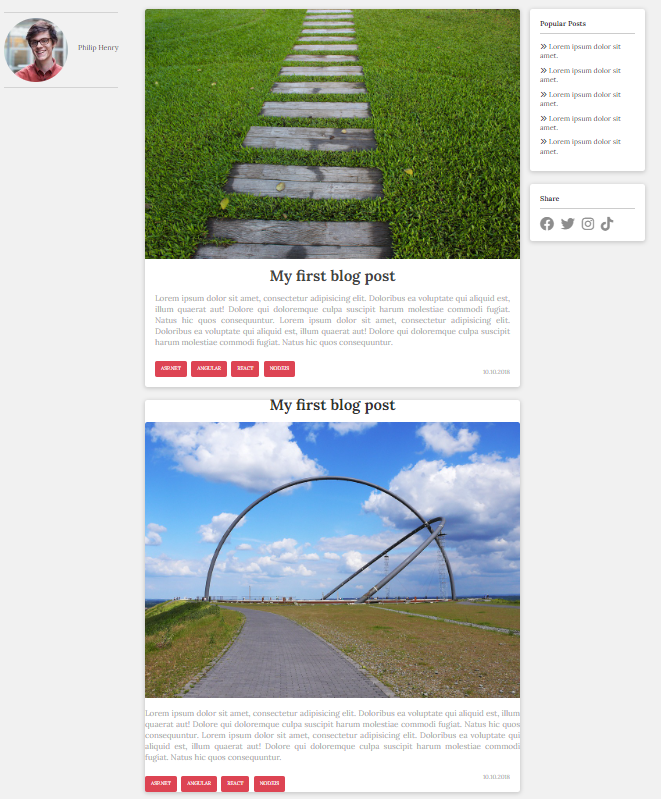 Philip Henry
My first blog post
Lorem ipsum dolor sit amet, consectetur adipisicing elit. Doloribus ea voluptate qui aliquid est,
illum quaerat aut! Dolore qui doloremque culpa suscipit harum molestiae commodi fugiat.
Natus hic quos consequuntur. Lorem ipsum dolor sit amet, consectetur adipisicing elit.
Doloribus ea voluptate qui aliquid est, illum quaerat aut! Dolore qui doloremque culpa suscipit
harum molestiae commodi fugiat. Natus hic quos consequuntur.
ASP.NET ANGULAR REACT NODEJS
10.10.2018
My first blog post
Lorem ipsum dolor sit amet, consectetur adipisicing elit. Doloribus ea voluptate qui aliquid est, illum
quaerat aut! Dolore qui doloremque culpa suscipit harum molestiae commodi fugiat. Natus hic quos
consequuntur. Lorem ipsum dolor sit amet, consectetur adipisicing elit. Doloribus ea voluptate qui
aliquid est, illum quaerat aut! Dolore qui doloremque culpa suscipit harum molestiae commodi
fugiat. Natus hic quos consequuntur.
ASP.NET ANGULAR REACT NODEJS
10.10.2018
Popular Posts
Lorem ipsum dolor sit
amet.
Lorem ipsum dolor sit
amet.
Lorem ipsum dolor sit
amet.
Lorem ipsum dolor sit
amet.
Lorem ipsum dolor sit
amet.
Share